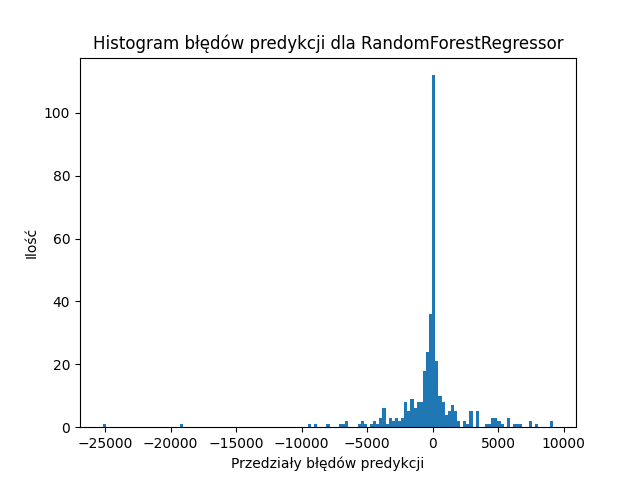 Histogram błędów predykcji dla RandomForestRegressor
Ilość
100
80
60
40
20
0
−25000 −20000 −15000 −10000 −5000 0 5000 10000
Przedziały błędów predykcji